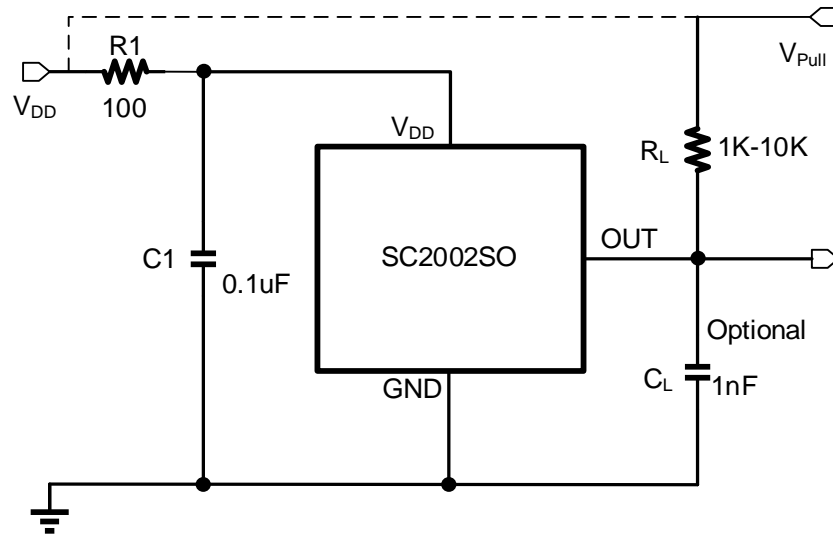 R1
V_Pull
V_DD
100
V_DD
R_L
1K-10K
C1
0.1uF
SC2002SO
OUT
Optional
GND
C_L
1nF